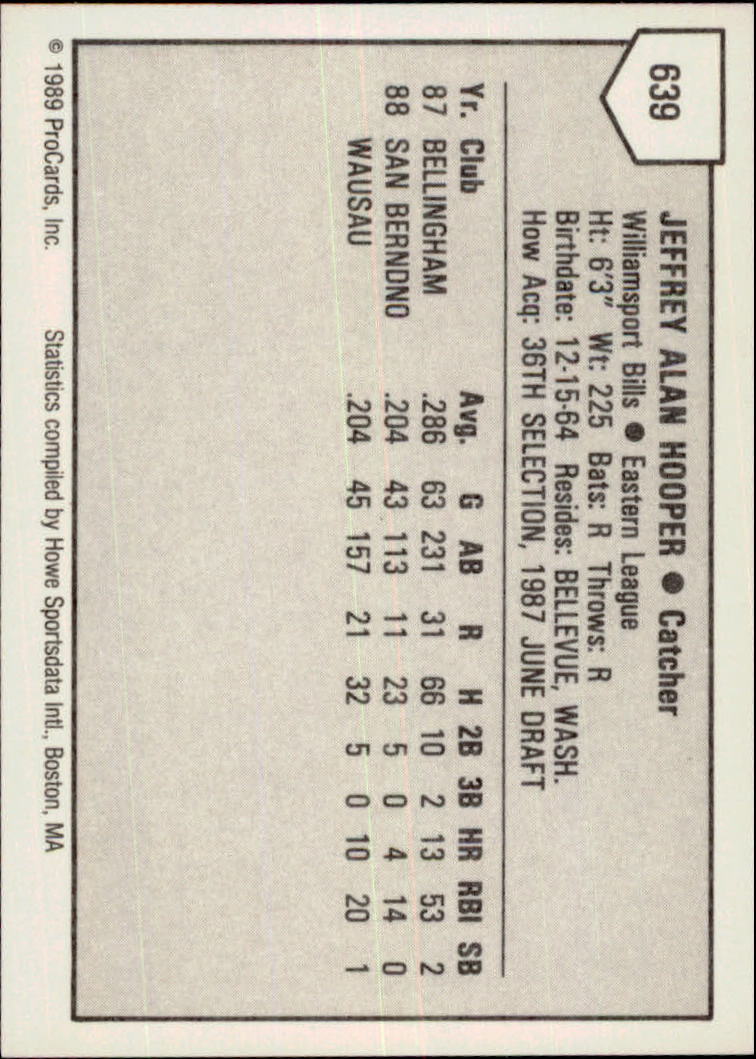 639
JEFFREY ALAN HOOPER ● Catcher
Williamsport Bills ● Eastern League
Ht: 6'3" Wt: 225 Bats: R Throws: R
Birthdate: 12-15-64 Resides: BELLEVUE, WASH.
How Acq: 36TH SELECTION, 1987 JUNE DRAFT
Yr. Club Avg. G AB R H 2B 3B HR RBI SB
87 BELLINGHAM .286 63 231 31 66 10 2 13 53 2
88 SAN BERNDNO .204 43 113 11 23 5 0 4 14 0
WAUSAU .204 45 157 21 32 5 0 10 20 1
© 1989 ProCards, Inc. Statistics compiled by Howe Sportsdata Intl., Boston, MA